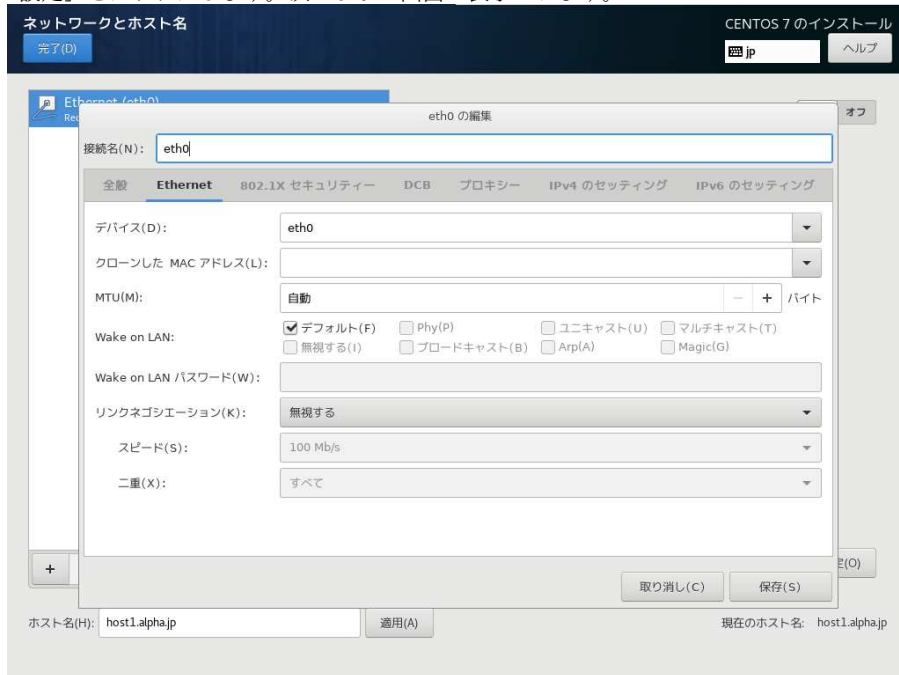 ネットワークとホスト名
CENTOS 7 のインストール
完了(D)
jp
ヘルプ
Ethernet (eth0)
オフ
eth0 の編集
接続名(N): eth0
全般 Ethernet 802.1X セキュリティー DCB プロキシー IPv4 のセッティング IPv6 のセッティング
デバイス(D): eth0
クローンした MAC アドレス(L):
MTU(M): 自動 − + バイト
Wake on LAN:
デフォルト(F) Phy(P) ユニキャスト(U) マルチキャスト(T)
無視する(I) ブロードキャスト(B) Arp(A) Magic(G)
Wake on LAN パスワード(W):
リンクネゴシエーション(K): 無視する
スピード(S): 100 Mb/s
二重(X): すべて
+
(O)
取り消し(C) 保存(S)
ホスト名(H): host1.alpha.jp 適用(A) 現在のホスト名: host1.alpha.jp